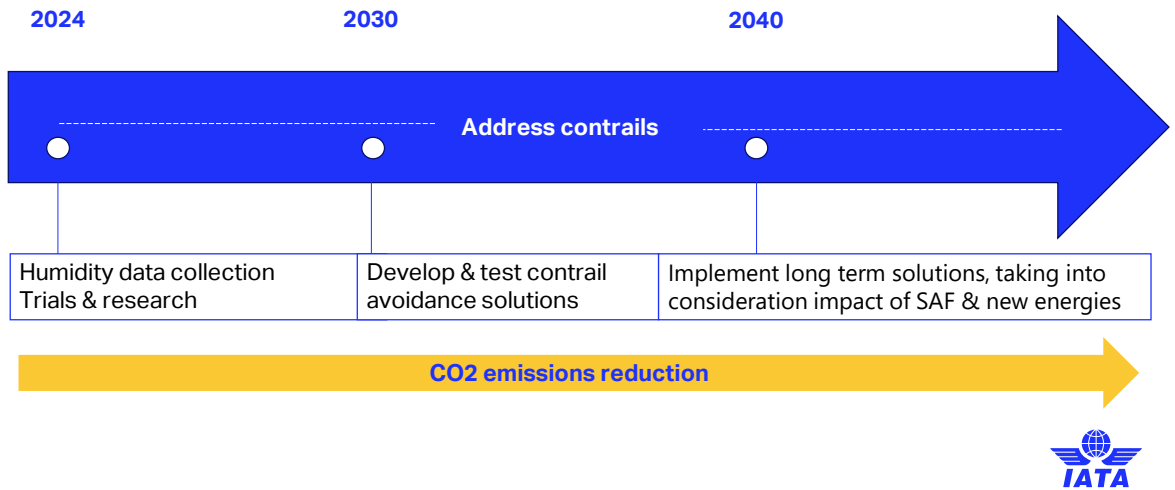 2024
2030
2040
Address contrails
Humidity data collection
Trials & research
Develop & test contrail
avoidance solutions
Implement long term solutions, taking into
consideration impact of SAF & new energies
CO2 emissions reduction
IATA